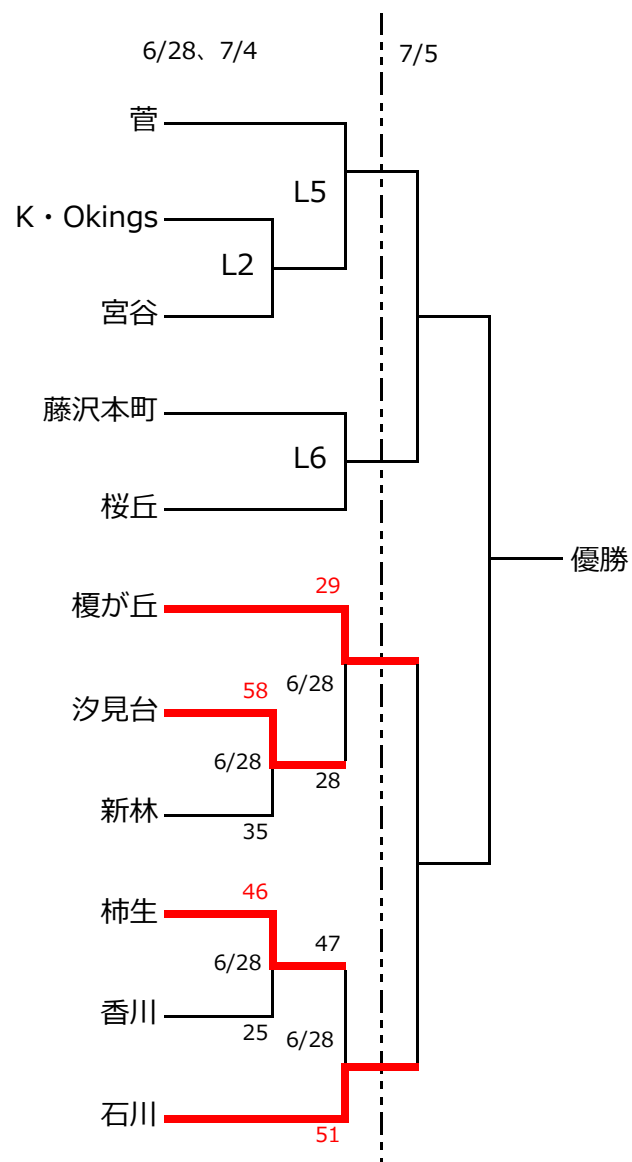 6/28、7/4
7/5
菅
L5
K・Okings
L2
宮谷
藤沢本町
L6
桜丘
優勝
29
榎が丘
6/28
58
汐見台
6/28
28
新林
35
46
柿生
47
6/28
香川
25
6/28
石川
51